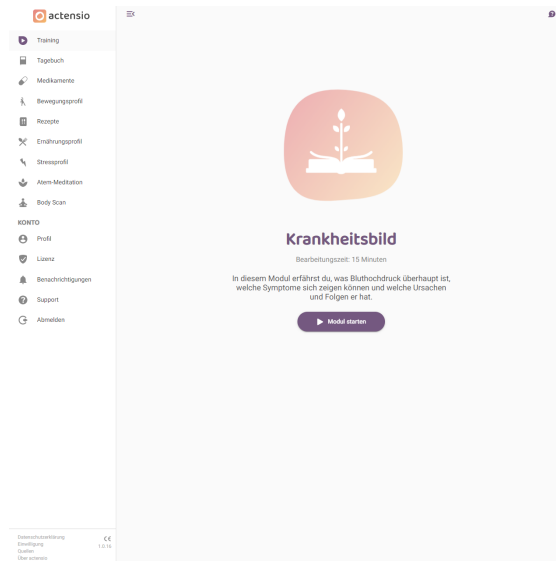 actensio
Training
Tagebuch
Medikamente
Bewegungsprofil
Rezepte
Ernährungsprofil
Stressprofil
Atem-Meditation
Body Scan
KONTO
Profil
Lizenz
Benachrichtigungen
Support
Abmelden
Datenschutzerklärung
Einwilligung
Quellen
Über actensio
CE
1.0.16
Krankheitsbild
Bearbeitungszeit: 15 Minuten
In diesem Modul erfährst du, was Bluthochdruck überhaupt ist,
welche Symptome sich zeigen können und welche Ursachen
und Folgen er hat.
Modul starten